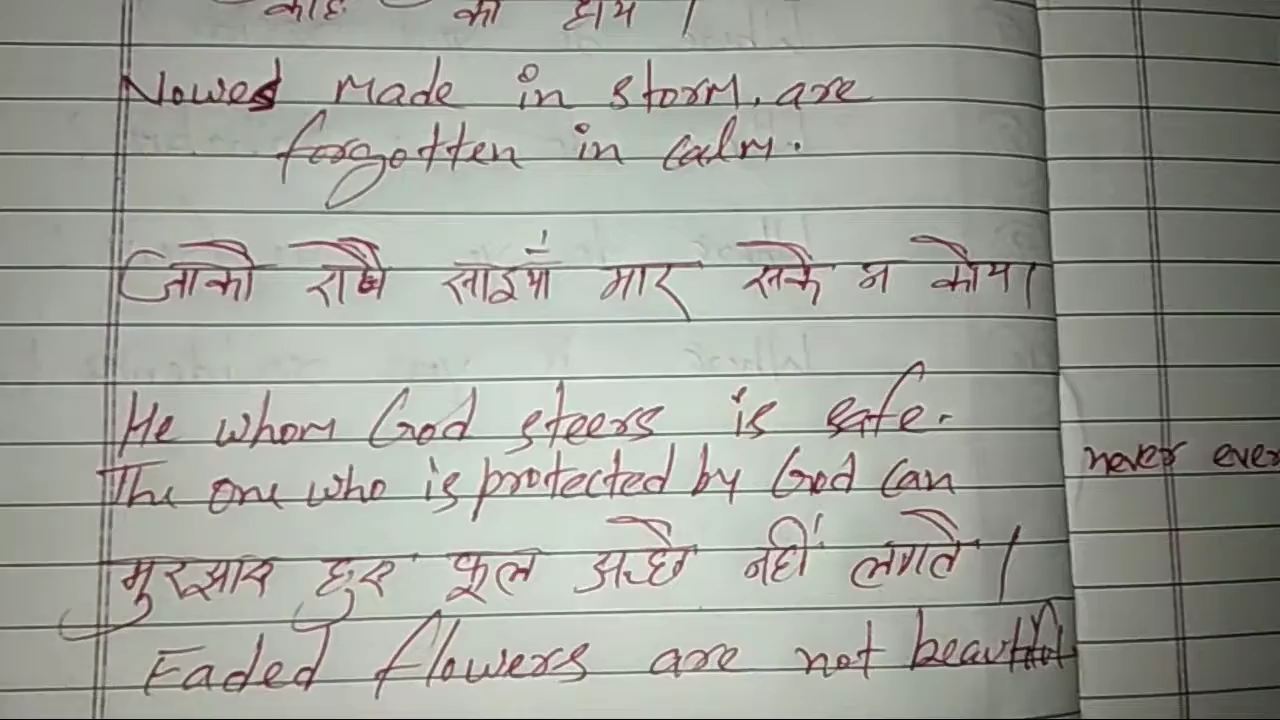 को होय ।
Nowes made in storm, are
forgotten in calm.
जाको राखै साइयाँ मार सके न कोय।
He whom God steers is safe.
The one who is protected by God can never ever
मुरझाए हुए फूल अच्छे नहीं लगते ।
Faded flowers are not beautiful